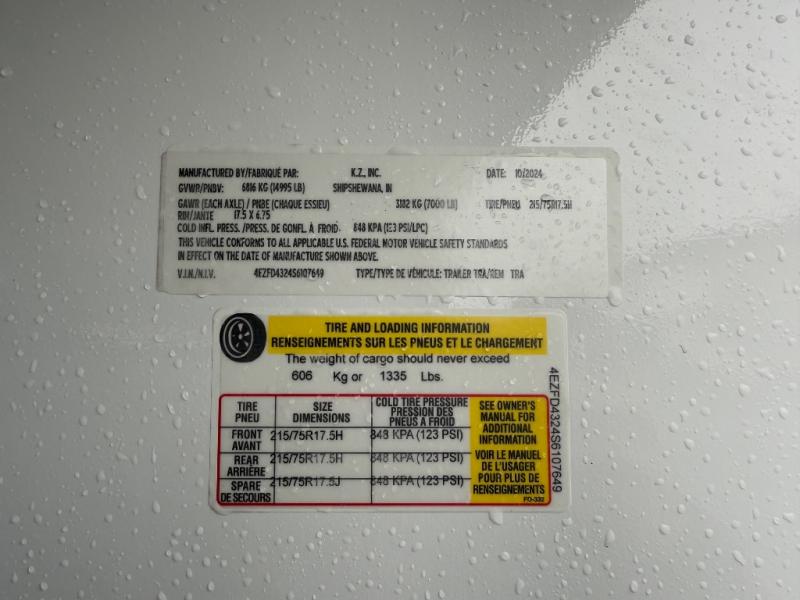 MANUFACTURED BY/FABRIQUÉ PAR: K.Z., INC. DATE: 10/2024
GVWR/PNBV: 6816 KG (14995 LB) SHIPSHEWANA, IN
GAWR (EACH AXLE) / PNBE (CHAQUE ESSIEU) 3182 KG (7000 LB) TIRE/PNEU 215/75R17.5H
RIM/JANTE 17.5 X 6.75
COLD INFL. PRESS./PRESS. DE GONFL. À FROID: 848 KPA (123 PSI/LPC)
THIS VEHICLE CONFORMS TO ALL APPLICABLE U.S. FEDERAL MOTOR VEHICLE SAFETY STANDARDS
IN EFFECT ON THE DATE OF MANUFACTURE SHOWN ABOVE.
V.I.N./N.I.V. 4EZFD4324S6107649 TYPE/TYPE DE VÉHICULE: TRAILER TRA/REM TRA
TIRE AND LOADING INFORMATION
RENSEIGNEMENTS SUR LES PNEUS ET LE CHARGEMENT
The weight of cargo should never exceed
606 Kg or 1335 Lbs.
TIRE PNEU
SIZE DIMENSIONS
COLD TIRE PRESSURE
PRESSION DES
PNEUS A FROID
FRONT AVANT 215/75R17.5H 848 KPA (123 PSI)
REAR ARRIÈRE 215/75R17.5H 848 KPA (123 PSI)
SPARE DE SECOURS 215/75R17.5J 848 KPA (123 PSI)
SEE OWNER'S
MANUAL FOR
ADDITIONAL
INFORMATION
VOIR LE MANUEL
DE L'USAGER
POUR PLUS DE
RENSEIGNEMENTS
FO-332
4EZFD4324S6107649